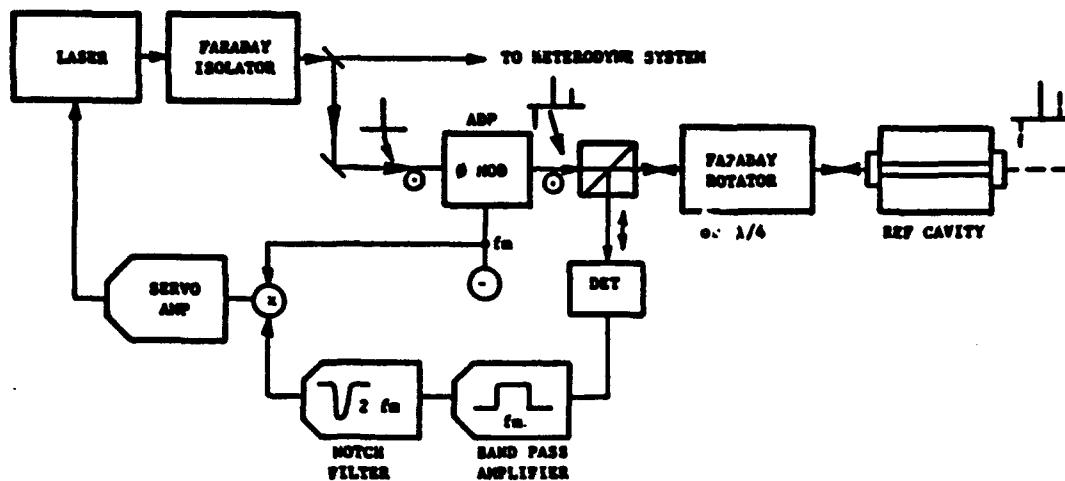 LASER
FARADAY
ISOLATOR
TO HETERODYNE SYSTEM
ADP
Ø MOD
FARADAY
ROTATOR
or λ/4
REF CAVITY
fm
DET
SERVO
AMP
x
2 fm
fm
NOTCH
FILTER
BAND PASS
AMPLIFIER